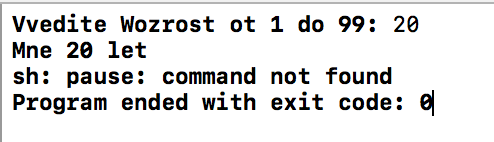 Vvedite Wozrost ot 1 do 99: 20
Mne 20 let
sh: pause: command not found
Program ended with exit code: 0